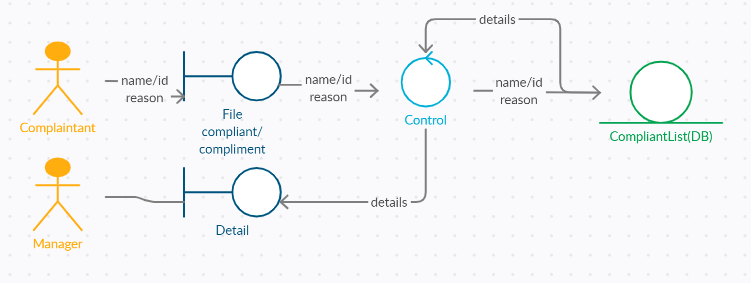 details
name/id
reason
name/id
reason
name/id
reason
Complaintant
File
compliant/
compliment
Control
CompliantList(DB)
details
Manager
Detail